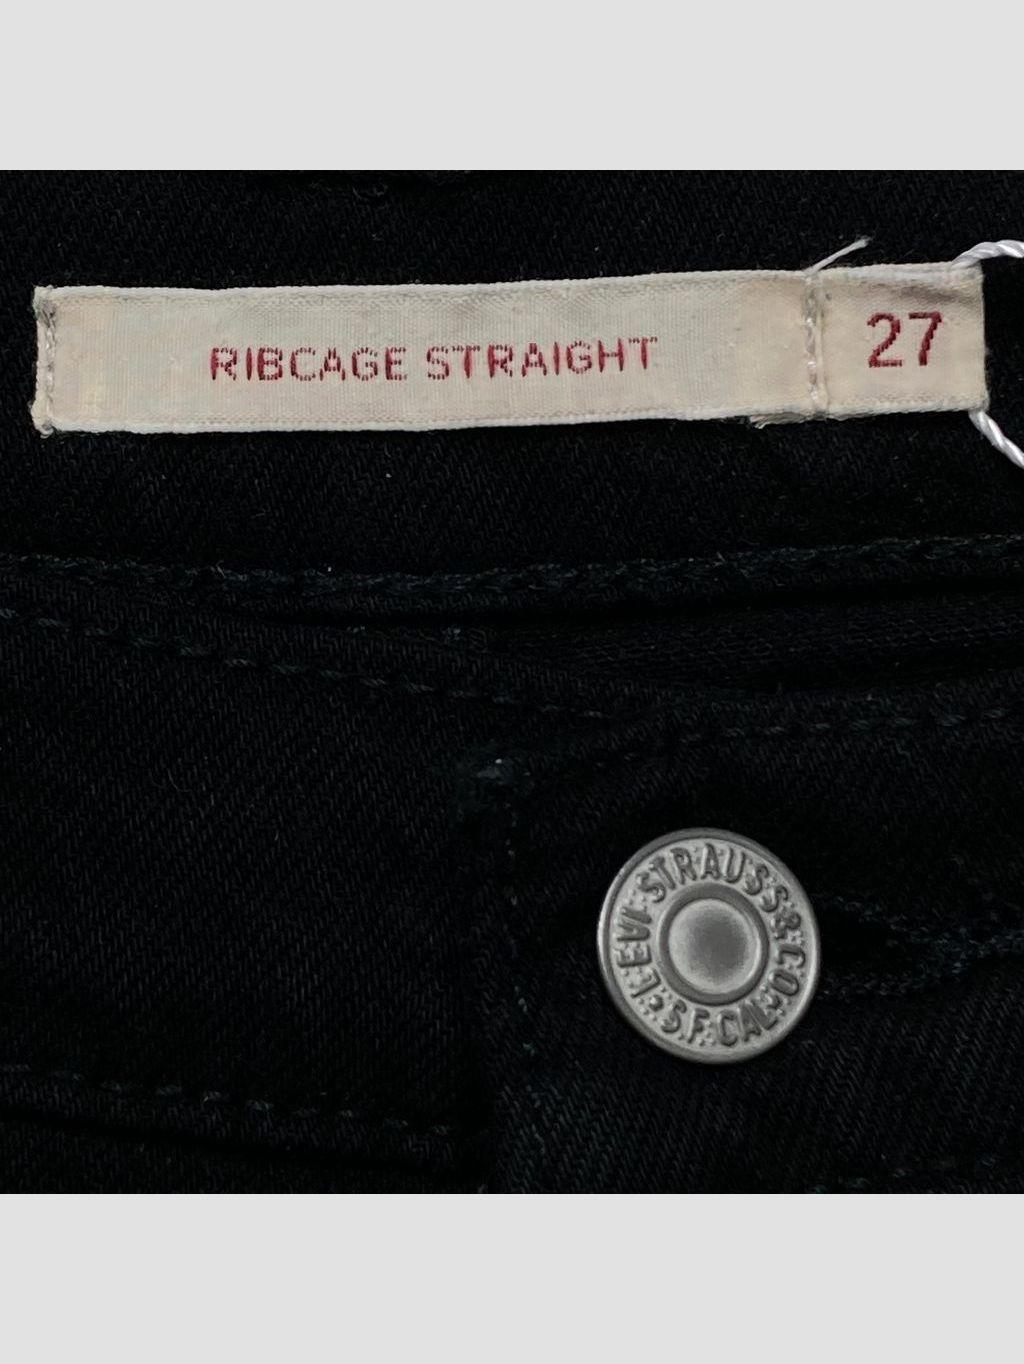 RIBCAGE STRAIGHT
27
LEVI STRAUSS & CO
S.F. CAL